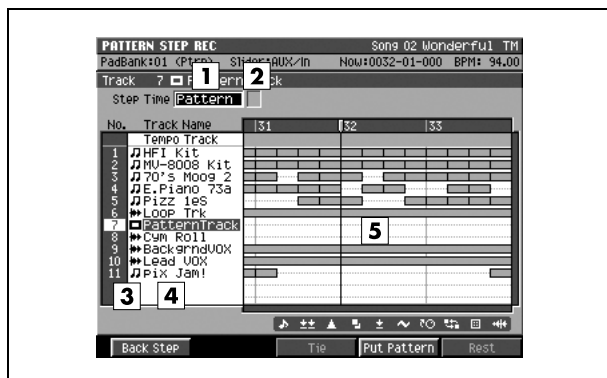 PATTERN STEP REC Song 02 Wonderful TM
PadBank:01 (Ptrn) Slider:AUX/In Now:0032-01-000 BPM: 94.00
Track 7
1 2
Step Time Pattern
No. Track Name 31 32 33
Tempo Track
1 HFI Kit
2 MV-8008 Kit
3 70's Moog 2
4 E.Piano 73a
5 Pizz 1eS
6 Loop Trk
7 PatternTrack
5
8 Cym Roll
9 BackgrndVOX
10 Lead VOX
11 Pix Jam!
3 4
Back Step Tie Put Pattern Rest